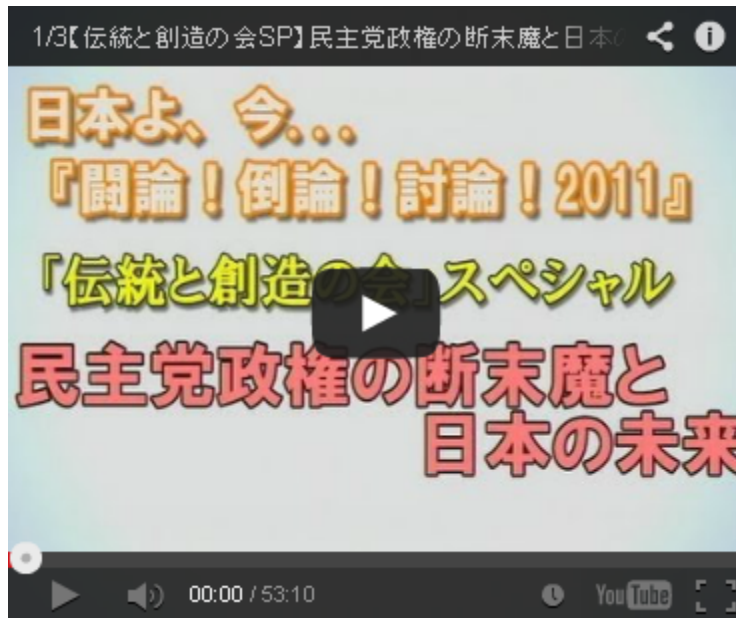 1/3【伝統と創造の会SP】民主党政権の断末魔と日本の
日本よ、今...
『闘論！倒論！討論！2011』
「伝統と創造の会」スペシャル
民主党政権の断末魔と
日本の未来
00:00 / 53:10
YouTube